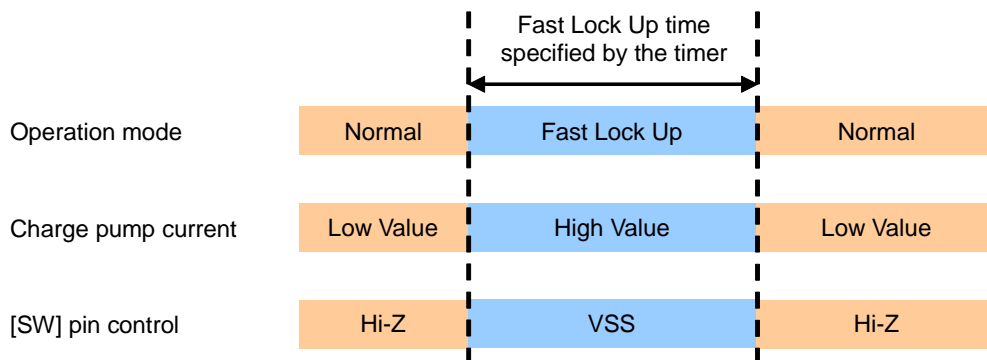 Fast Lock Up time
specified by the timer
Operation mode Normal Fast Lock Up Normal
Charge pump current Low Value High Value Low Value
[SW] pin control Hi-Z VSS Hi-Z